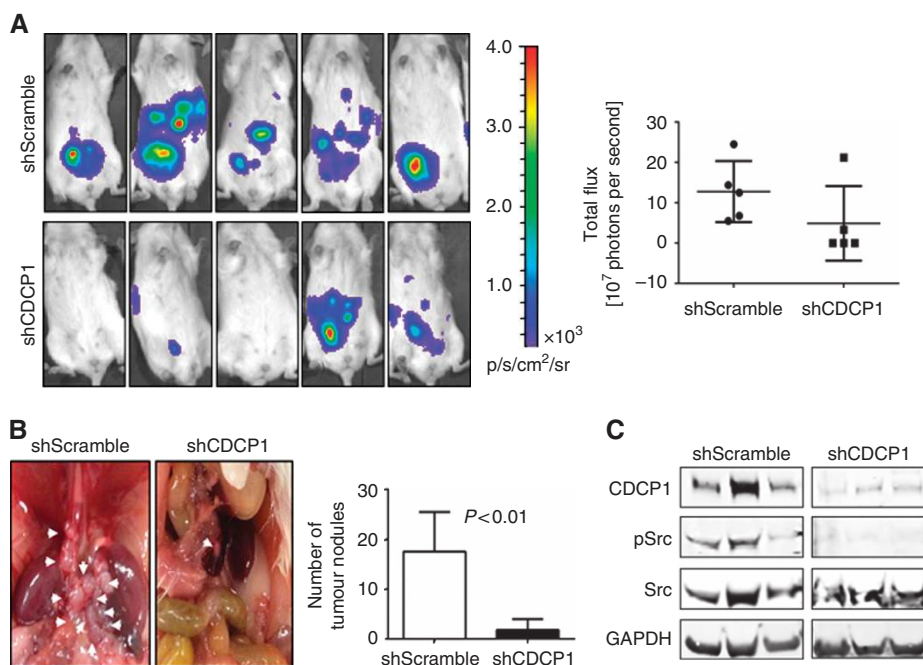 A
shScramble
shCDCP1
4.0
3.0
2.0
1.0
×10³
p/s/cm²/sr
Total flux
[10⁷ photons per second]
30
20
10
0
–10
shScramble
shCDCP1
B
shScramble
shCDCP1
Number of
tumour nodules
30
20
10
0
P<0.01
shScramble
shCDCP1
C
shScramble
shCDCP1
CDCP1
pSrc
Src
GAPDH